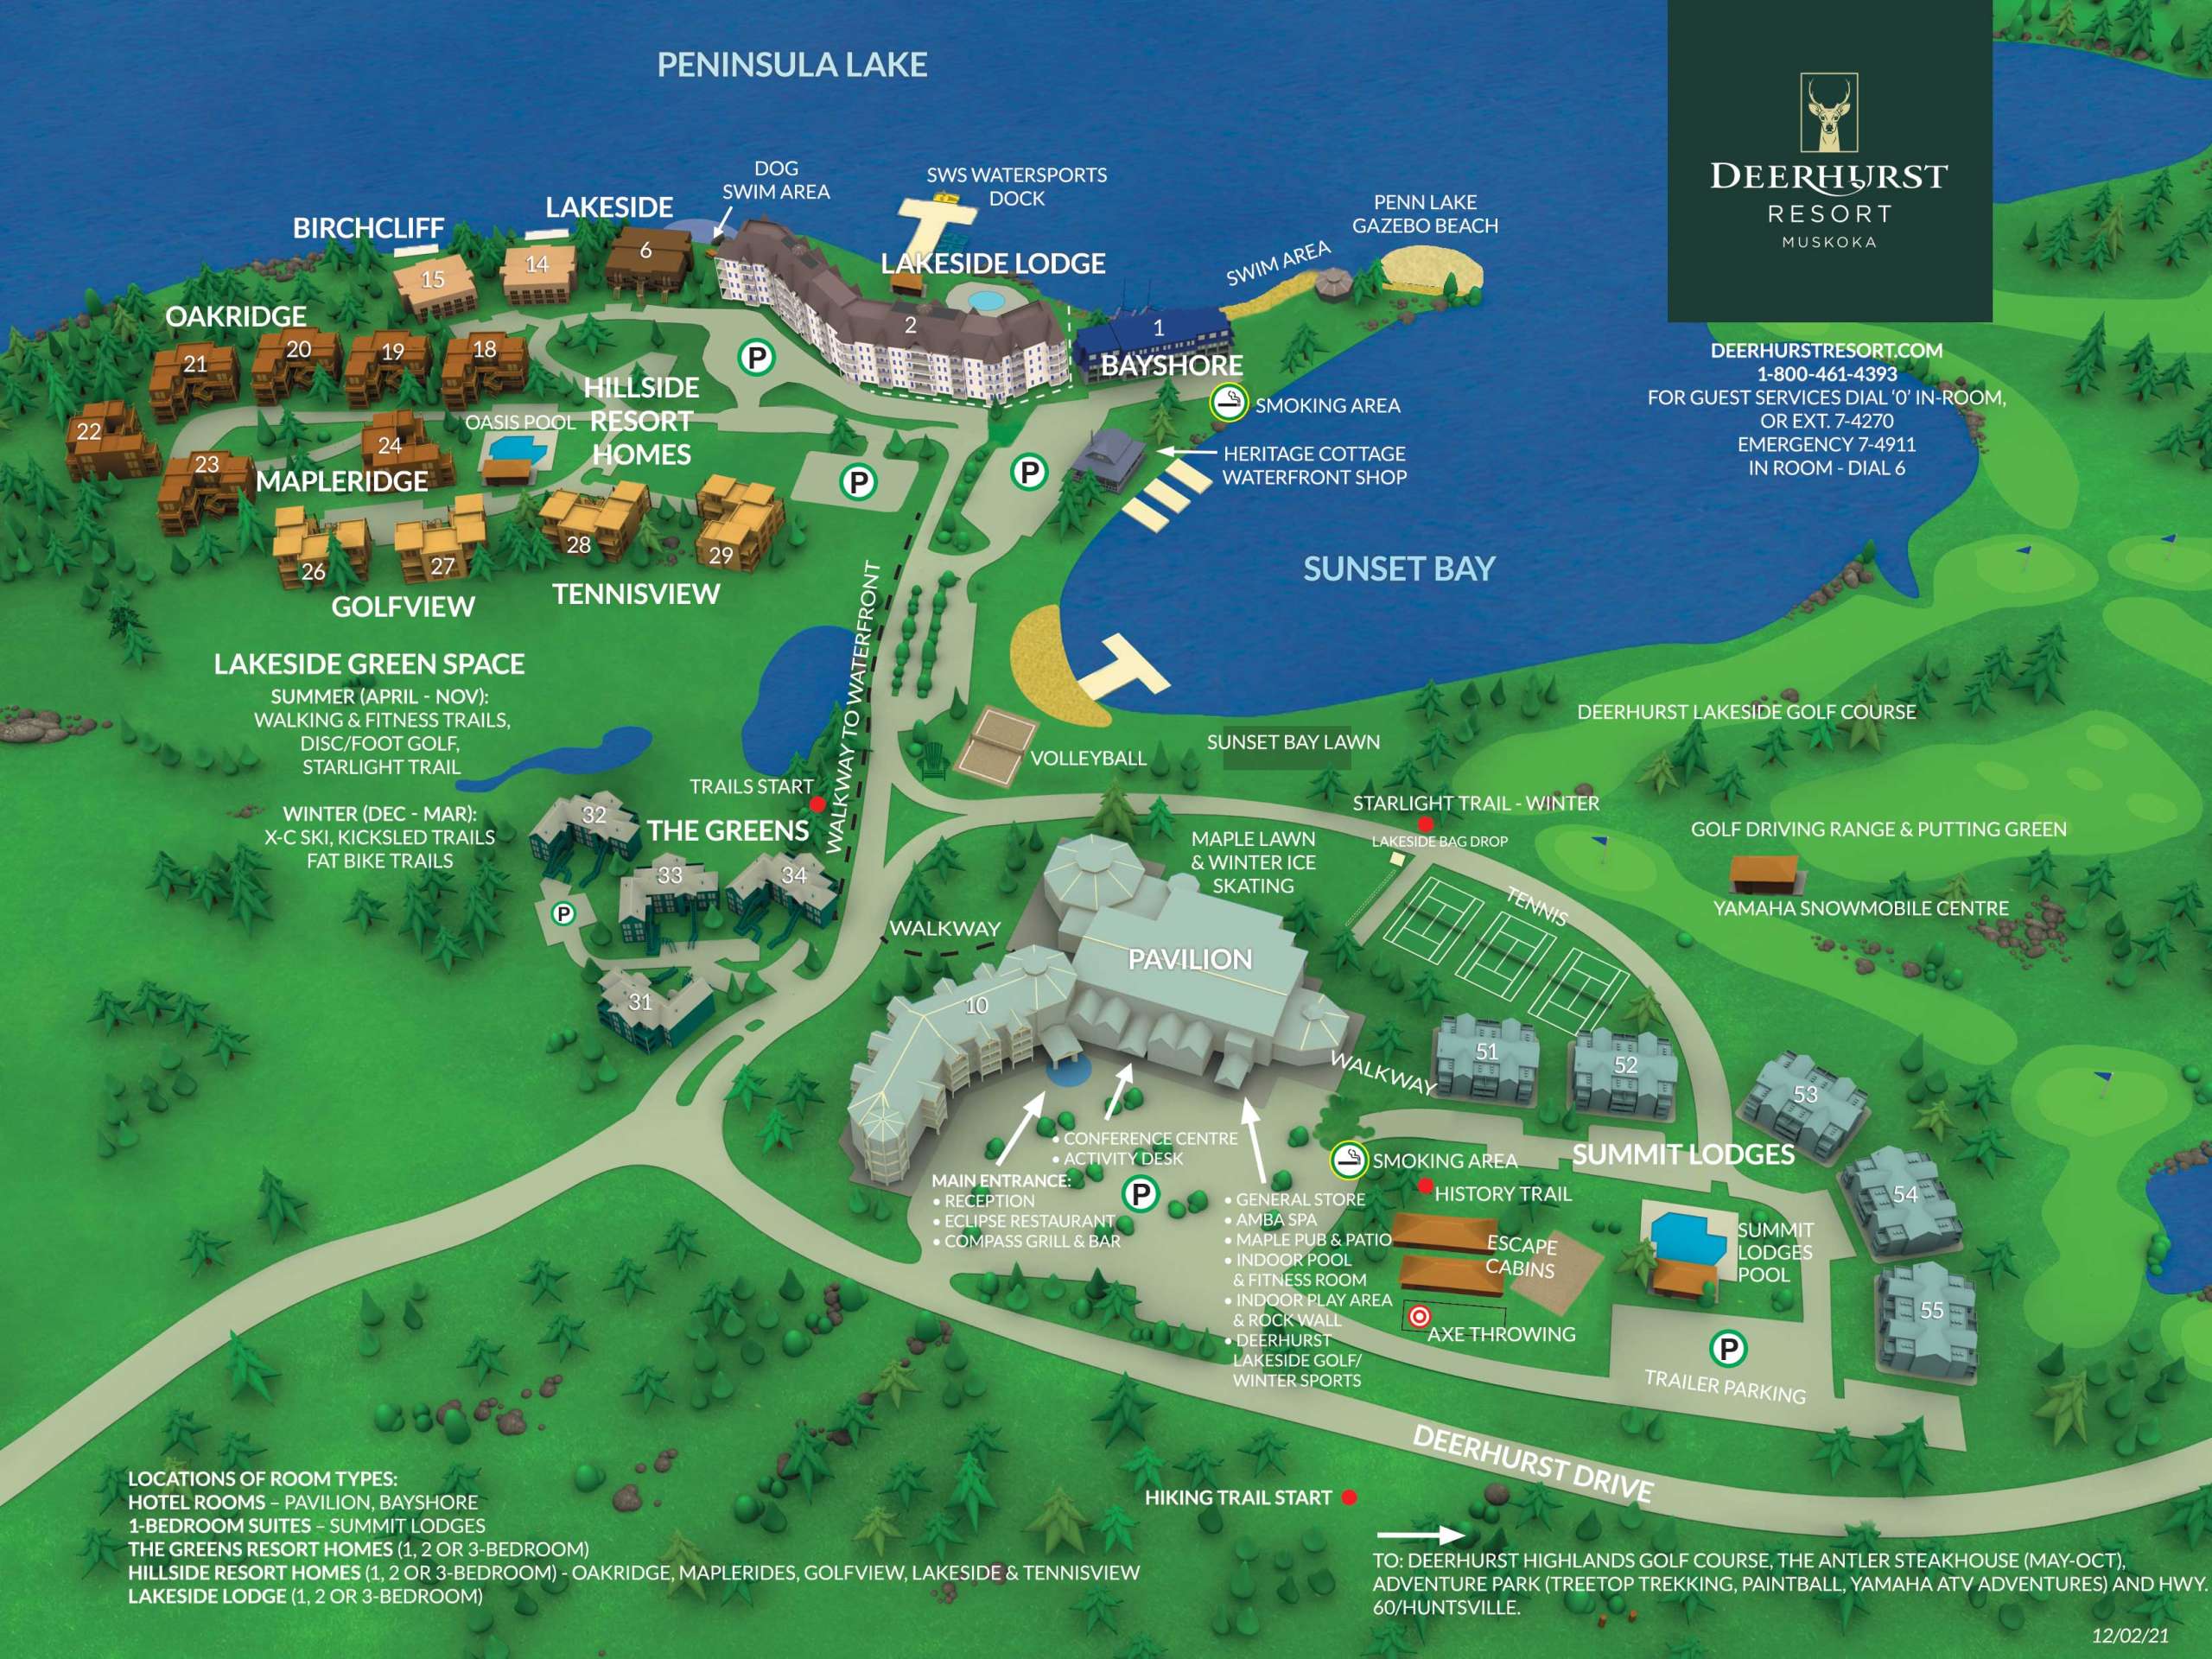 PENINSULA LAKE
DEERHURST
RESORT
MUSKOKA
DEERHURSTRESORT.COM
1-800-461-4393
FOR GUEST SERVICES DIAL '0' IN-ROOM,
OR EXT. 7-4270
EMERGENCY 7-4911
IN ROOM - DIAL 6
DOG
SWIM AREA
SWS WATERSPORTS
DOCK
PENN LAKE
GAZEBO BEACH
SWIM AREA
LAKESIDE
BIRCHCLIFF
LAKESIDE LODGE
6
14
15
2
1
BAYSHORE
OAKRIDGE
21
20
19
18
P
HILLSIDE
RESORT
HOMES
OASIS POOL
SMOKING AREA
22
23
24
MAPLERIDGE
P
P
HERITAGE COTTAGE
WATERFRONT SHOP
26
27
28
29
GOLFVIEW
TENNISVIEW
SUNSET BAY
WALKWAY TO WATERFRONT
LAKESIDE GREEN SPACE
SUMMER (APRIL - NOV):
WALKING & FITNESS TRAILS,
DISC/FOOT GOLF,
STARLIGHT TRAIL
WINTER (DEC - MAR):
X-C SKI, KICKSLED TRAILS
FAT BIKE TRAILS
TRAILS START
THE GREENS
32
33
34
31
P
VOLLEYBALL
SUNSET BAY LAWN
DEERHURST LAKESIDE GOLF COURSE
STARLIGHT TRAIL - WINTER
LAKESIDE BAG DROP
GOLF DRIVING RANGE & PUTTING GREEN
YAMAHA SNOWMOBILE CENTRE
MAPLE LAWN
& WINTER ICE
SKATING
TENNIS
WALKWAY
PAVILION
10
WALKWAY
51
52
53
54
55
SUMMIT LODGES
SMOKING AREA
HISTORY TRAIL
• CONFERENCE CENTRE
• ACTIVITY DESK
MAIN ENTRANCE:
• RECEPTION
• ECLIPSE RESTAURANT
• COMPASS GRILL & BAR
P
• GENERAL STORE
• AMBA SPA
• MAPLE PUB & PATIO
• INDOOR POOL
& FITNESS ROOM
• INDOOR PLAY AREA
& ROCK WALL
• DEERHURST
LAKESIDE GOLF/
WINTER SPORTS
ESCAPE
CABINS
AXE THROWING
SUMMIT
LODGES
POOL
P
TRAILER PARKING
DEERHURST DRIVE
HIKING TRAIL START
LOCATIONS OF ROOM TYPES:
HOTEL ROOMS – PAVILION, BAYSHORE
1-BEDROOM SUITES – SUMMIT LODGES
THE GREENS RESORT HOMES (1, 2 OR 3-BEDROOM)
HILLSIDE RESORT HOMES (1, 2 OR 3-BEDROOM) - OAKRIDGE, MAPLERIDES, GOLFVIEW, LAKESIDE & TENNISVIEW
LAKESIDE LODGE (1, 2 OR 3-BEDROOM)
TO: DEERHURST HIGHLANDS GOLF COURSE, THE ANTLER STEAKHOUSE (MAY-OCT),
ADVENTURE PARK (TREETOP TREKKING, PAINTBALL, YAMAHA ATV ADVENTURES) AND HWY.
60/HUNTSVILLE.
12/02/21